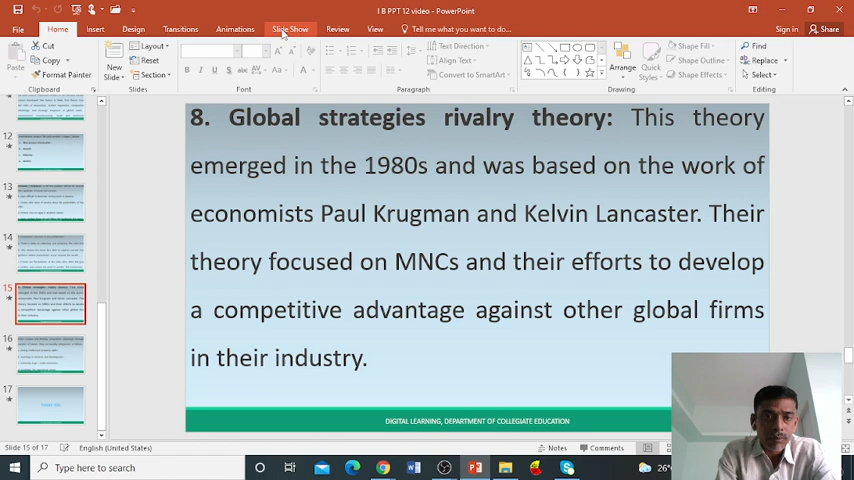 I B PPT 12 video - PowerPoint
File Home Insert Design Transitions Animations Slide Show Review View Tell me what you want to do... Sign in Share
Cut
Copy
Format Painter
Paste
New
Slide
Layout
Reset
Section
Text Direction
Align Text
Convert to SmartArt
Arrange
Quick
Styles
Shape Fill
Shape Outline
Shape Effects
Find
Replace
Select
Clipboard Slides Font Paragraph Drawing Editing
12
13
14
15
16
17
THANK YOU
8. Global strategies rivalry theory: This theory
emerged in the 1980s and was based on the work of
economists Paul Krugman and Kelvin Lancaster. Their
theory focused on MNCs and their efforts to develop
a competitive advantage against other global firms
in their industry.
DIGITAL LEARNING, DEPARTMENT OF COLLEGIATE EDUCATION
Slide 15 of 17 English (United States) Notes Comments
Type here to search
26°